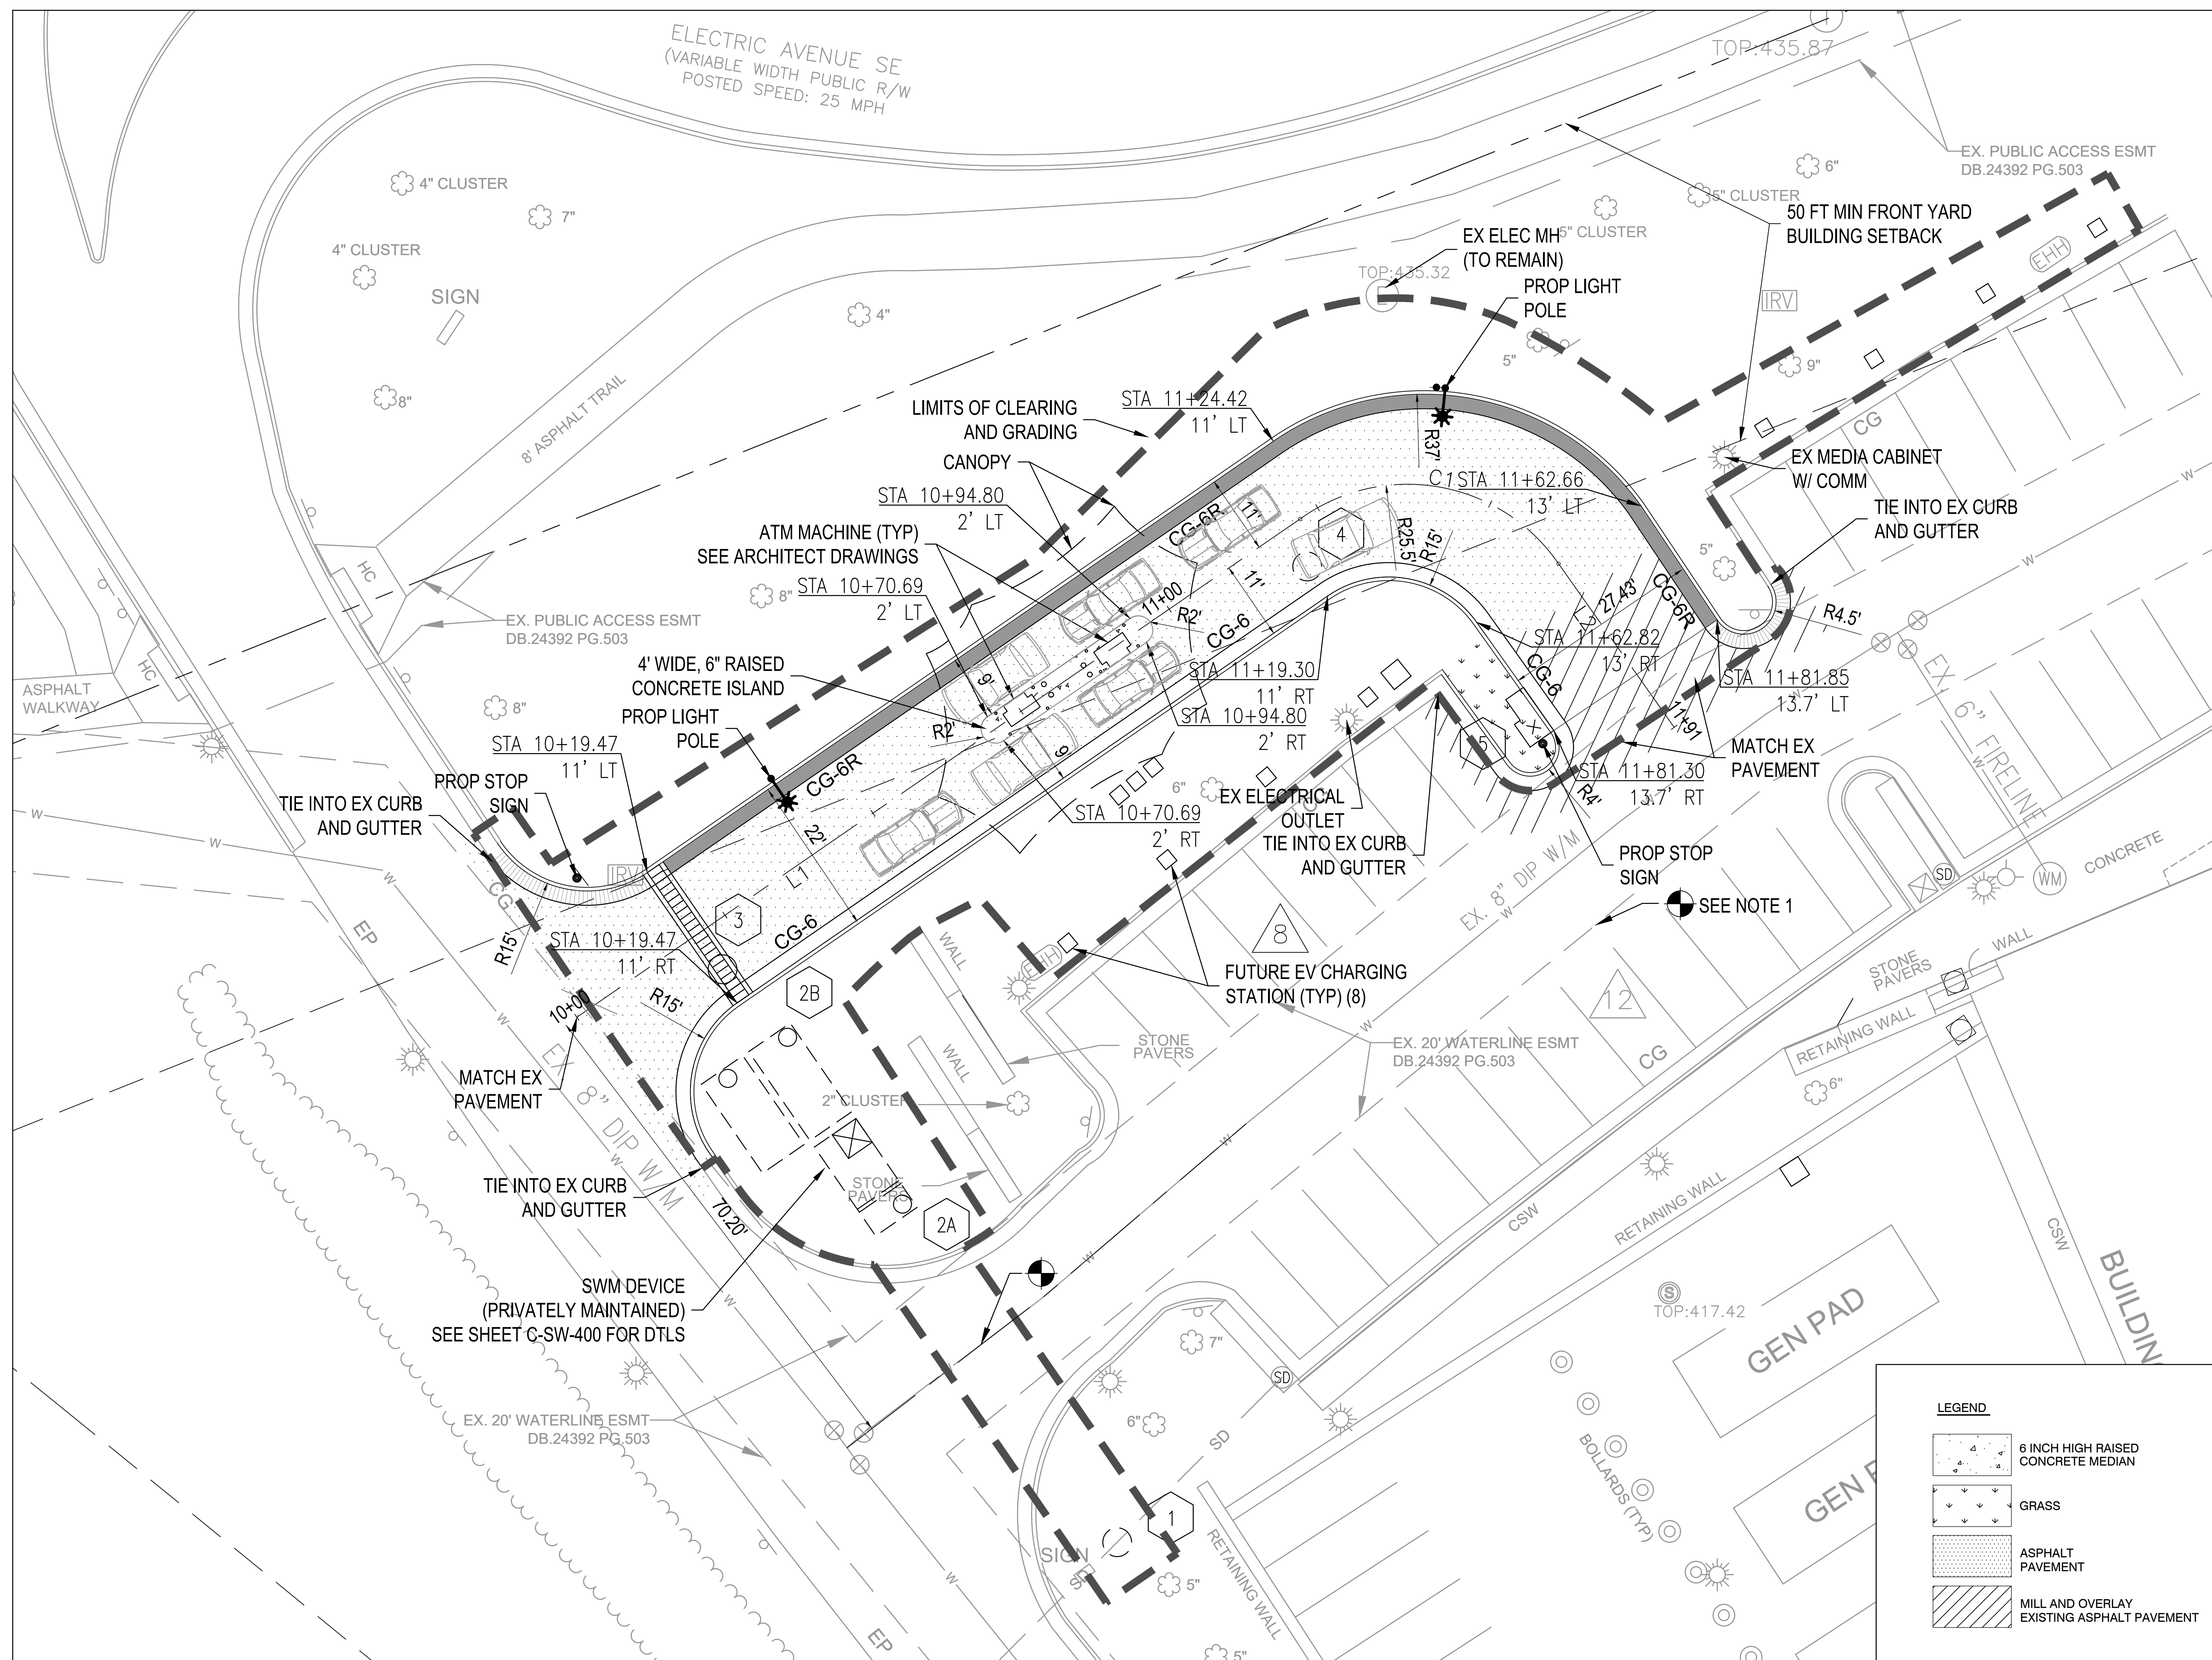 ELECTRIC AVENUE SE
(VARIABLE WIDTH PUBLIC R/W
POSTED SPEED: 25 MPH
T
TOP:435.87
EX. PUBLIC ACCESS ESMT
DB.24392 PG.503
4" CLUSTER
7"
4" CLUSTER
SIGN
8"
4"
8' ASPHALT TRAIL
6"
5" CLUSTER
5" CLUSTER
50 FT MIN FRONT YARD
BUILDING SETBACK
EX ELEC MH
(TO REMAIN)
TOP:435.32
E
PROP LIGHT
POLE
5"
IRV
EHH
9"
CG
LIMITS OF CLEARING
AND GRADING
STA 11+24.42
11' LT
CANOPY
R37'
C1
STA 11+62.66
13' LT
EX MEDIA CABINET
W/ COMM
TIE INTO EX CURB
AND GUTTER
STA 10+94.80
2' LT
ATM MACHINE (TYP)
SEE ARCHITECT DRAWINGS
CG-6R
11'
4
R25.5'
R15'
5"
W
STA 10+70.69
2' LT
8"
11+00
R2'
11'
CG-6
27.43'
L2
CG-6R
R4.5'
HC
HC
EX. PUBLIC ACCESS ESMT
DB.24392 PG.503
4' WIDE, 6" RAISED
CONCRETE ISLAND
9'
STA 11+19.30
11' RT
STA 11+62.82
13' RT
CG-6
STA 11+81.85
13.7' LT
EX. 6" FIRELINE
W
ASPHALT
WALKWAY
8"
PROP LIGHT
POLE
R2'
9'
STA 10+94.80
2' RT
5
11+91
MATCH EX
PAVEMENT
STA 10+19.47
11' LT
CG-6R
STA 11+81.30
13.7' RT
R4'
PROP STOP
SIGN
TIE INTO EX CURB
AND GUTTER
6"
EX ELECTRICAL
OUTLET
STA 10+70.69
2' RT
TIE INTO EX CURB
AND GUTTER
PROP STOP
SIGN
SD
WM
CONCRETE
W
W
W
IRV
22'
L1
CG
EP
3
CG-6
EX. 8" DIP W/M
SEE NOTE 1
R15'
STA 10+19.47
11' RT
8
WALL
EHH
FUTURE EV CHARGING
STATION (TYP) (8)
12
STONE
PAVERS
WALL
2B
10+00
R15'
RETAINING WALL
STONE
PAVERS
WALL
EX. 20' WATERLINE ESMT
DB.24392 PG.503
CG
MATCH EX
PAVEMENT
EX 8" DIP W/M
2" CLUSTER
6"
TIE INTO EX CURB
AND GUTTER
STONE
PAVERS
70.20'
2A
CSW
RETAINING WALL
CSW
BUILDING
W
W
W
SWM DEVICE
(PRIVATELY MAINTAINED)
SEE SHEET C-SW-400 FOR DTLS
S
TOP:417.42
GEN PAD
7"
SD
EX. 20' WATERLINE ESMT
DB.24392 PG.503
6"
SD
BOLLARDS (TYP)
GEN P
1
SIGN
SD
5"
RETAINING WALL
W
EP
5"
LEGEND
6 INCH HIGH RAISED
CONCRETE MEDIAN
GRASS
ASPHALT
PAVEMENT
MILL AND OVERLAY
EXISTING ASPHALT PAVEMENT